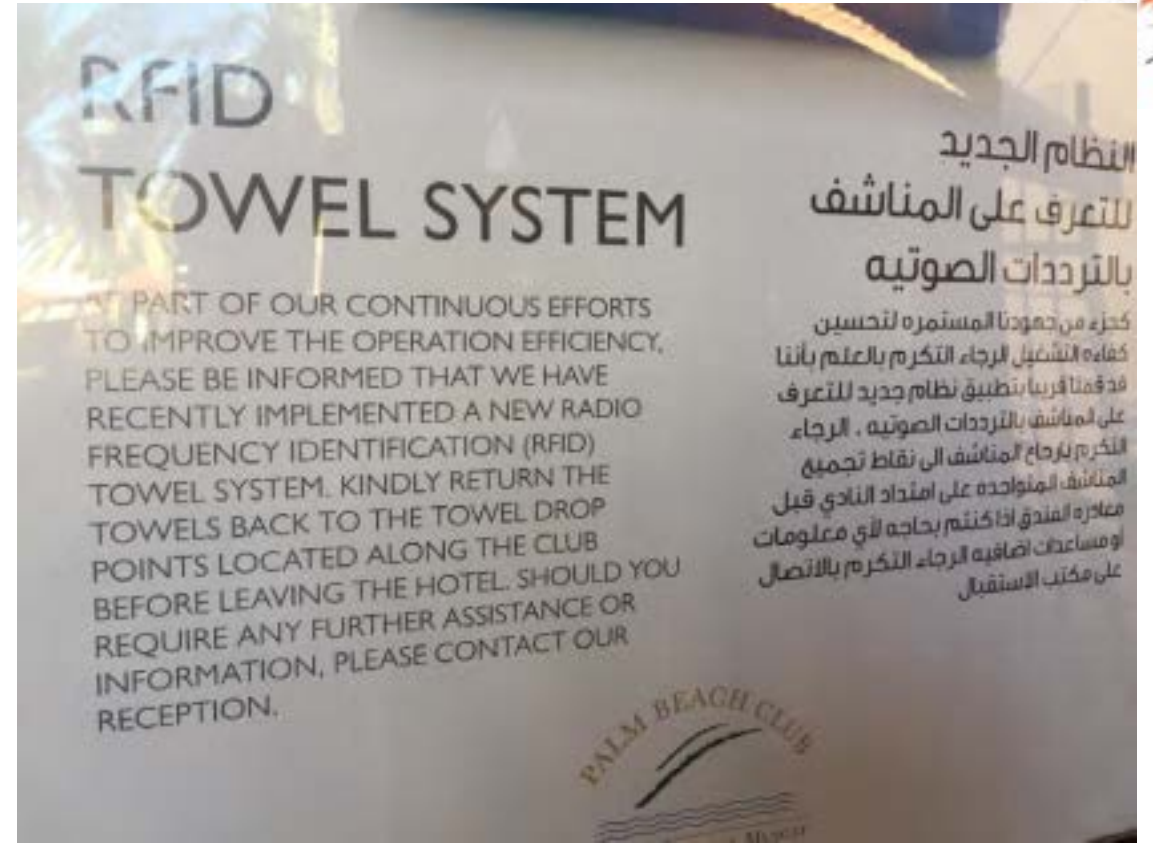 RFID
TOWEL SYSTEM
AT PART OF OUR CONTINUOUS EFFORTS
TO IMPROVE THE OPERATION EFFICIENCY,
PLEASE BE INFORMED THAT WE HAVE
RECENTLY IMPLEMENTED A NEW RADIO
FREQUENCY IDENTIFICATION (RFID)
TOWEL SYSTEM. KINDLY RETURN THE
TOWELS BACK TO THE TOWEL DROP
POINTS LOCATED ALONG THE CLUB
BEFORE LEAVING THE HOTEL. SHOULD YOU
REQUIRE ANY FURTHER ASSISTANCE OR
INFORMATION, PLEASE CONTACT OUR
RECEPTION.
النظام الجديد
للتعرف على المناشف
بالترددات الصوتيه
كجزء من جهودنا المستمره لتحسين
كفاءه التشغيل الرجاء التكرم بالعلم بأننا
قد قمنا قريبا بتطبيق نظام جديد للتعرف
على المناشف بالترددات الصوتيه . الرجاء
التكرم بإرجاع المناشف الى نقاط تجميع
المناشف المتواجده على امتداد النادي قبل
مغادره الفندق اذا كنتم بحاجه لأي معلومات
أو مساعدات اضافيه الرجاء التكرم بالاتصال
على مكتب الاستقبال
PALM BEACH CLUB